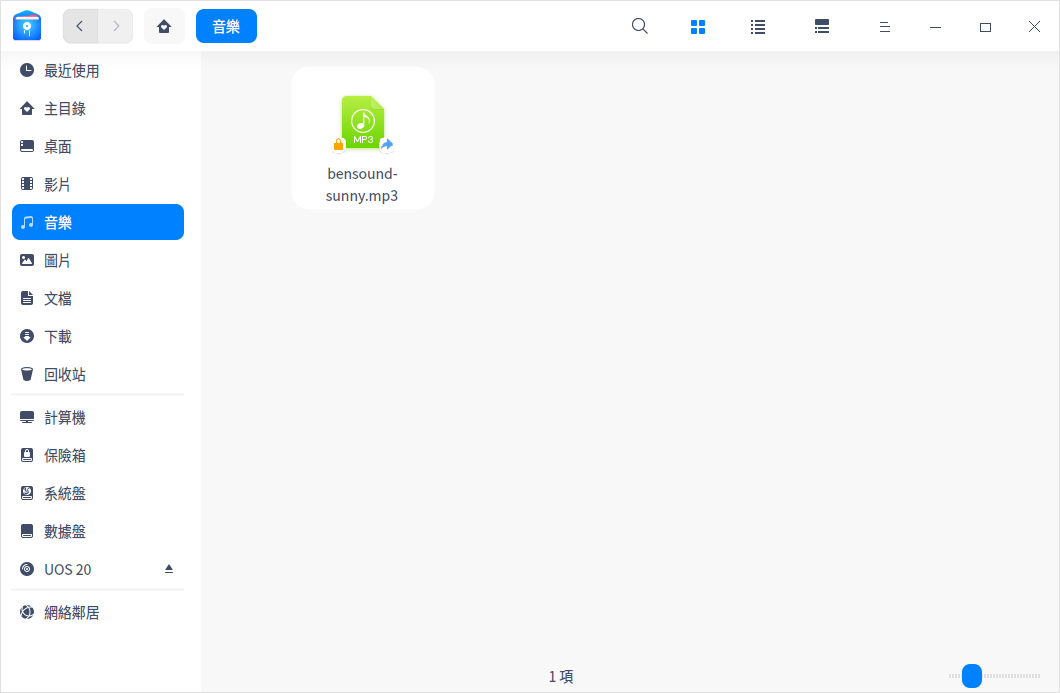 音樂
最近使用
主目錄
桌面
影片
音樂
圖片
文檔
下載
回收站
計算機
保險箱
系統盤
數據盤
UOS 20
網絡鄰居
MP3
bensound-
sunny.mp3
1 項